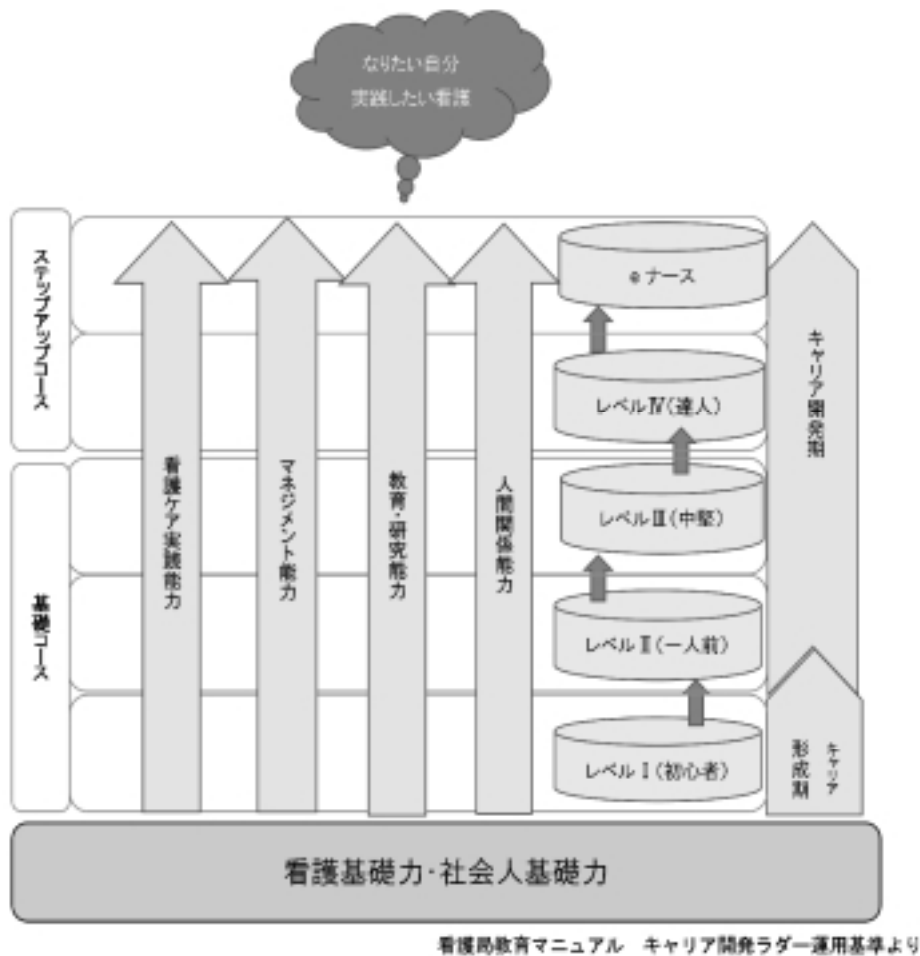 なりたい自分
実践したい看護
ステップアップコース
基礎コース
看護ケア実践能力
マネジメント能力
教育・研究能力
人間関係能力
eナース
レベルⅣ(達人)
レベルⅢ(中堅)
レベルⅡ(一人前)
レベルⅠ(初心者)
キャリア開発期
キャリア
形成期
看護基礎力・社会人基礎力
看護局教育マニュアル　キャリア開発ラダー運用基準より